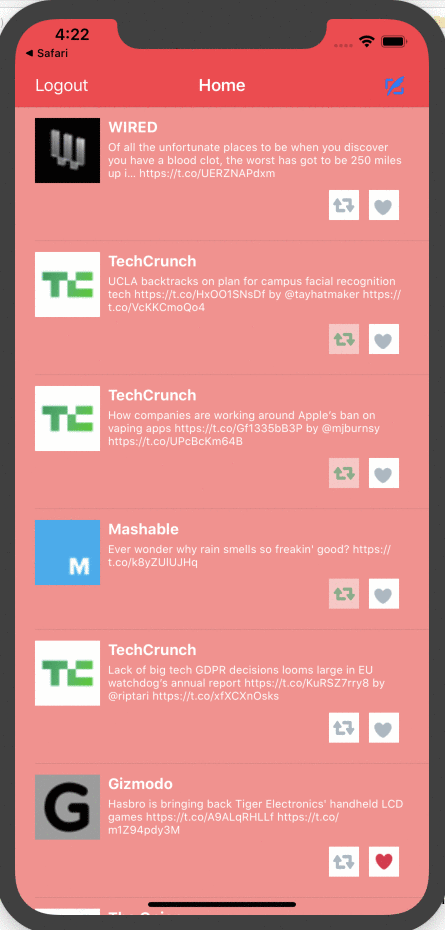 4:22
◀ Safari
Logout
Home
WIRED
Of all the unfortunate places to be when you discover
you have a blood clot, the worst has got to be 250 miles
up i... https://t.co/UERZNAPdxm
TC
TechCrunch
UCLA backtracks on plan for campus facial recognition
tech https://t.co/HxOO1SNsDf by @tayhatmaker https://
t.co/VcKKCmoQo4
TC
TechCrunch
How companies are working around Apple's ban on
vaping apps https://t.co/Gf1335bB3P by @mjburnsy
https://t.co/UPcBcKm64B
M
Mashable
Ever wonder why rain smells so freakin' good? https://
t.co/k8yZUIUJHq
TC
TechCrunch
Lack of big tech GDPR decisions looms large in EU
watchdog's annual report https://t.co/KuRSZ7rry8 by
@riptari https://t.co/xfXCXnOsks
G
Gizmodo
Hasbro is bringing back Tiger Electronics' handheld LCD
games https://t.co/A9ALqRHLLf https://t.co/
m1Z94pdy3M